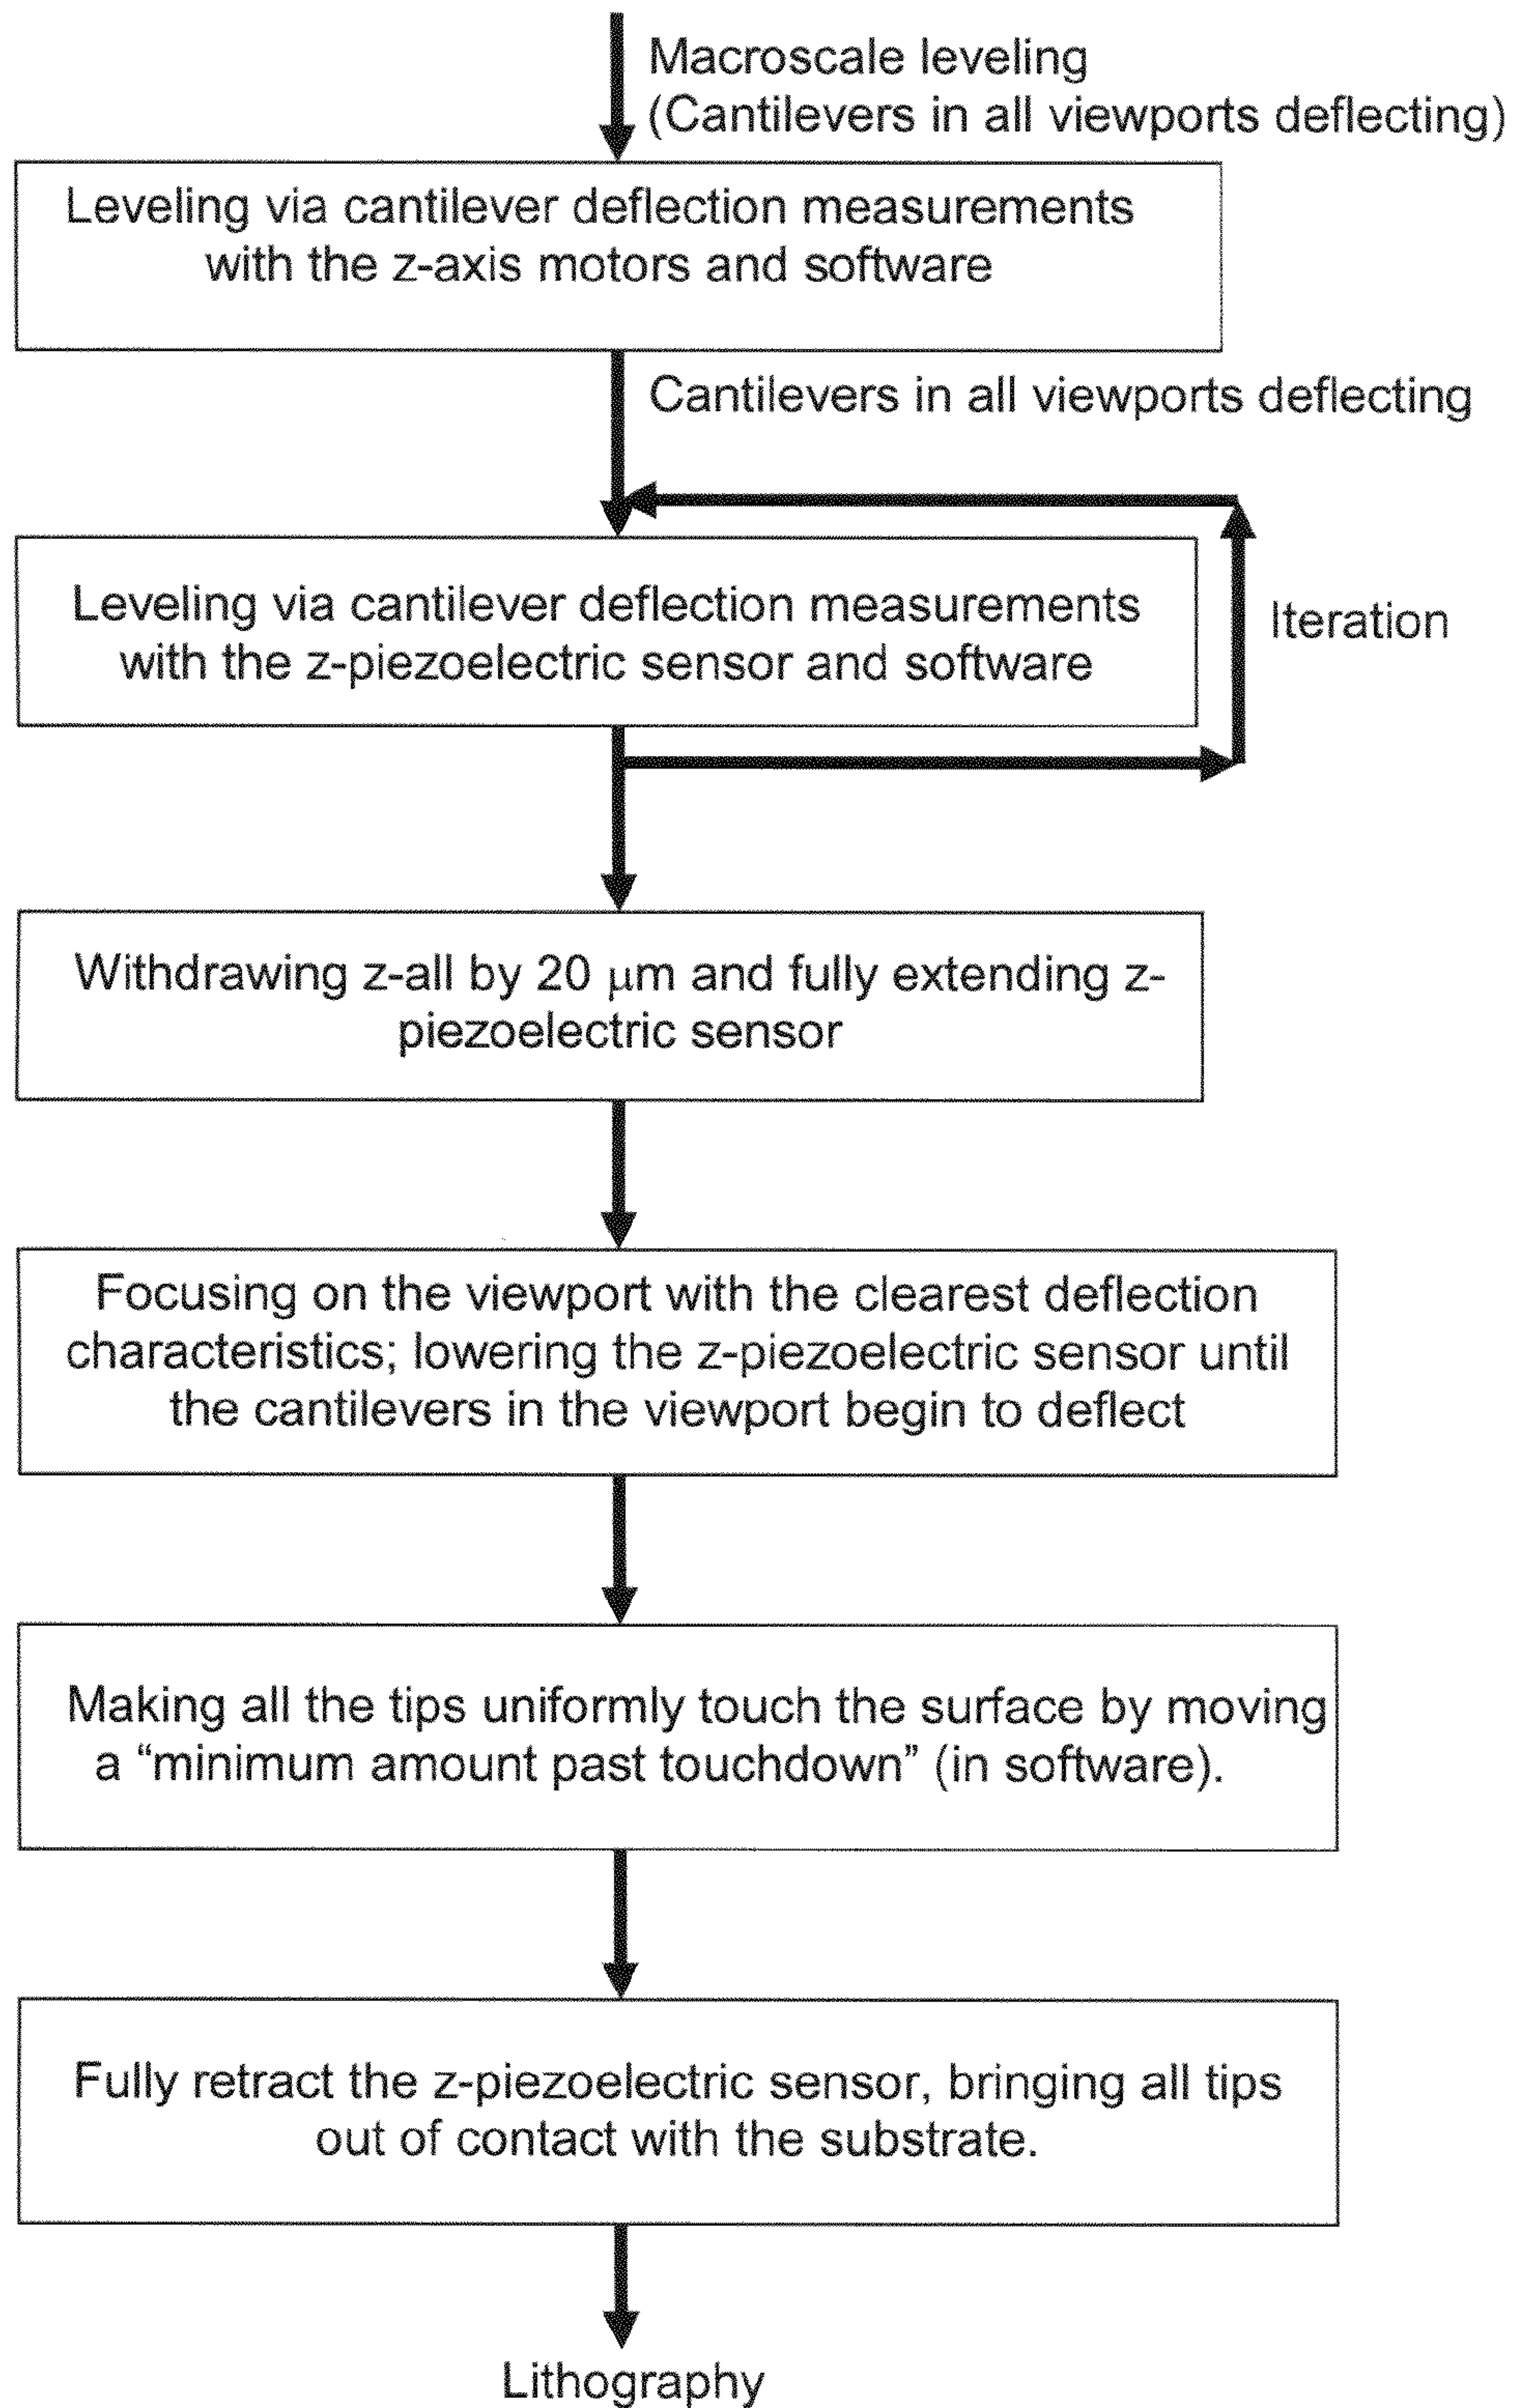 Macroscale leveling
(Cantilevers in all viewports deflecting)
Leveling via cantilever deflection measurements
with the z-axis motors and software
Cantilevers in all viewports deflecting
Leveling via cantilever deflection measurements
with the z-piezoelectric sensor and software
Iteration
Withdrawing z-all by 20 μm and fully extending z-
piezoelectric sensor
Focusing on the viewport with the clearest deflection
characteristics; lowering the z-piezoelectric sensor until
the cantilevers in the viewport begin to deflect
Making all the tips uniformly touch the surface by moving
a “minimum amount past touchdown” (in software).
Fully retract the z-piezoelectric sensor, bringing all tips
out of contact with the substrate.
Lithography